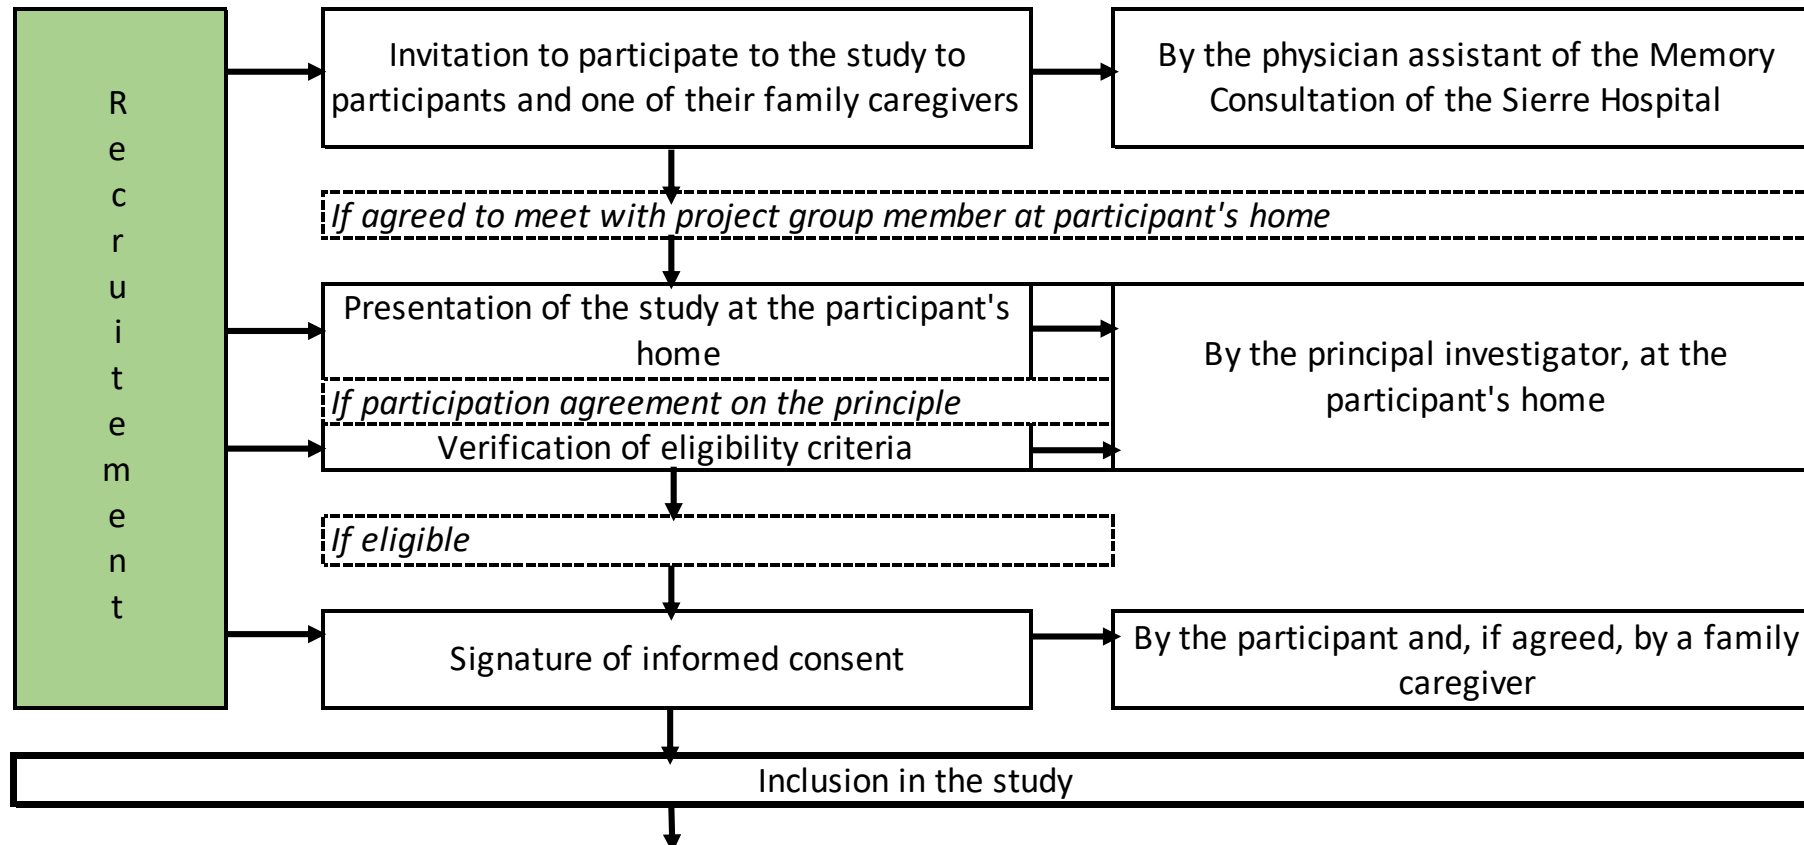 Recruitement
Invitation to participate to the study to
participants and one of their family caregivers
By the physician assistant of the Memory
Consultation of the Sierre Hospital
If agreed to meet with project group member at participant's home
Presentation of the study at the participant's
home
If participation agreement on the principle
Verification of eligibility criteria
By the principal investigator, at the
participant's home
If eligible
Signature of informed consent
By the participant and, if agreed, by a family
caregiver
Inclusion in the study